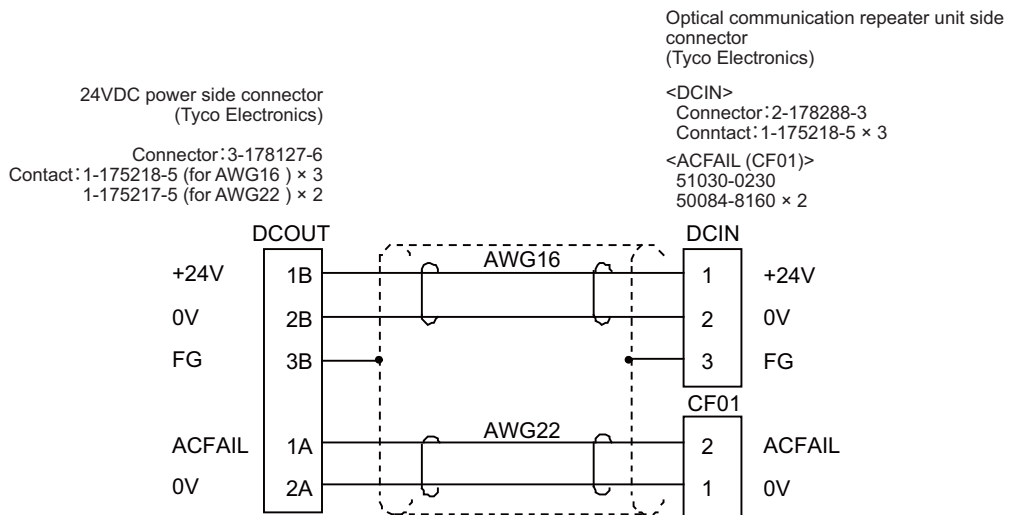 Optical communication repeater unit side
connector
(Tyco Electronics)
<DCIN>
Connector:2-178288-3
Conntact:1-175218-5 × 3
<ACFAIL (CF01)>
51030-0230
50084-8160 × 2
24VDC power side connector
(Tyco Electronics)
Connector:3-178127-6
Contact:1-175218-5 (for AWG16 ) × 3
1-175217-5 (for AWG22 ) × 2
DCOUT
DCIN
AWG16
+24V 1B 1 +24V
0V 2B 2 0V
FG 3B 3 FG
CF01
AWG22
ACFAIL 1A 2 ACFAIL
0V 2A 1 0V